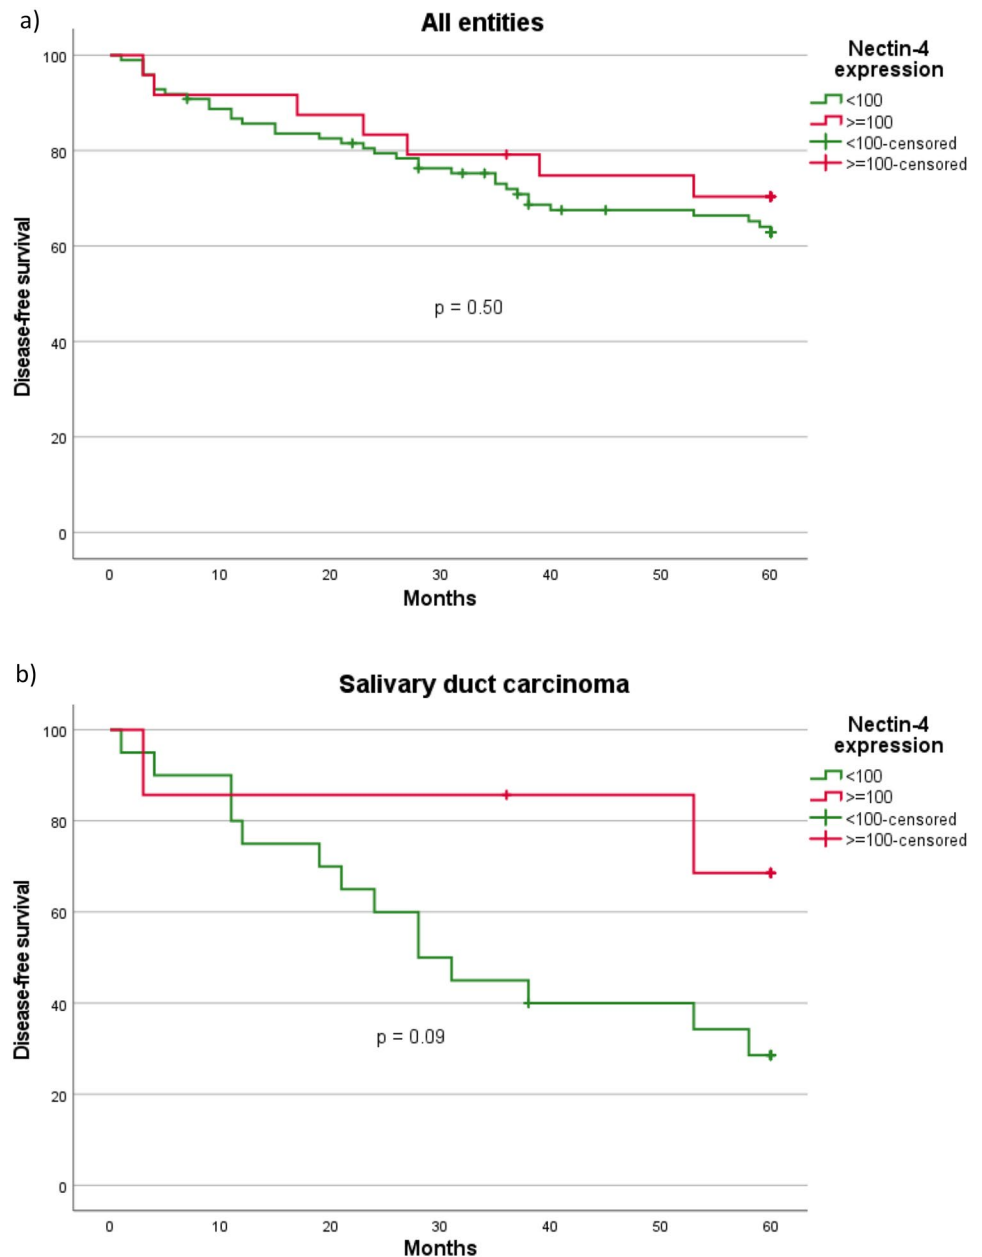 a)
All entities
Nectin-4
expression
<100
>=100
<100-censored
>=100-censored
Disease-free survival
100
80
60
40
20
0
p = 0.50
0 10 20 30 40 50 60
Months
b)
Salivary duct carcinoma
Nectin-4
expression
<100
>=100
<100-censored
>=100-censored
Disease-free survival
100
80
60
40
20
0
p = 0.09
0 10 20 30 40 50 60
Months